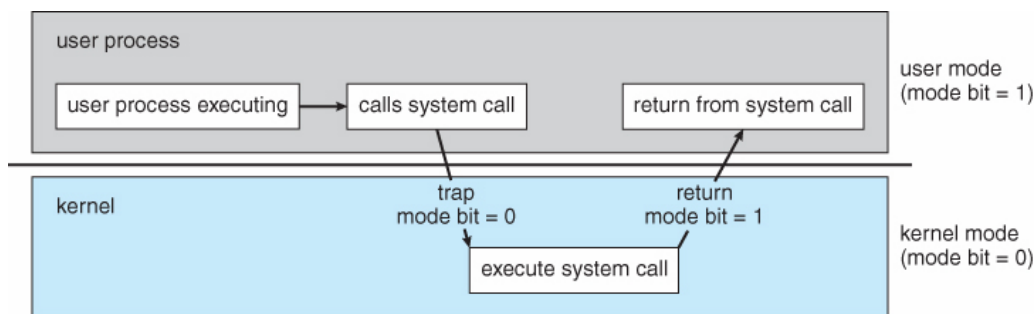 user process
user process executing
calls system call
return from system call
user mode
(mode bit = 1)
trap
mode bit = 0
return
mode bit = 1
kernel
execute system call
kernel mode
(mode bit = 0)